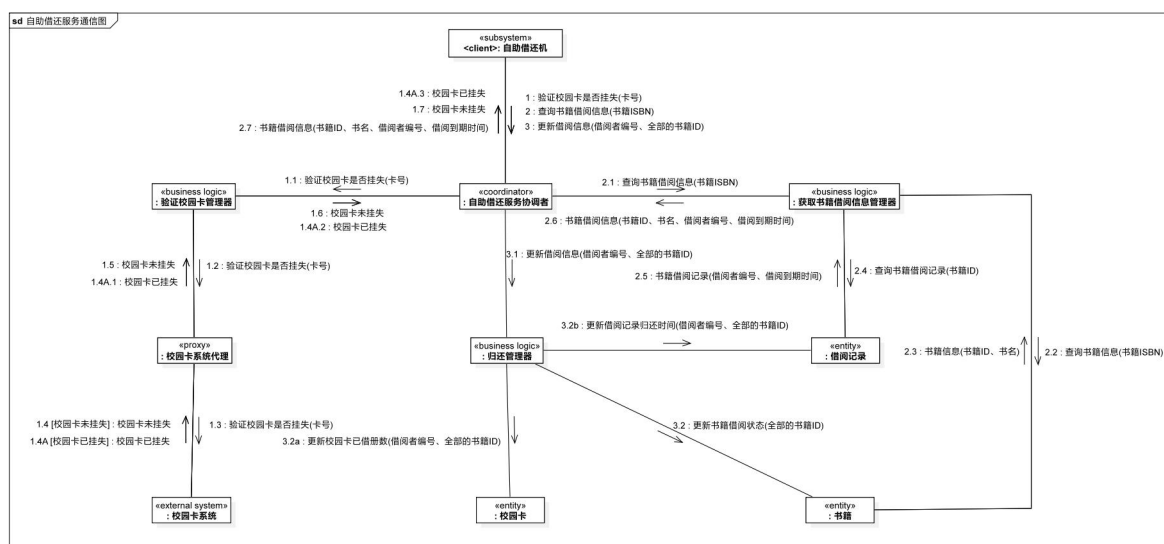 sd 自助借还服务通信图
«subsystem»
<client>: 自助借还机
1.4A.3 : 校园卡已挂失
1.7 : 校园卡未挂失
2.7 : 书籍借阅信息(书籍ID、书名、借阅者编号、借阅到期时间)
1 : 验证校园卡是否挂失(卡号)
2 : 查询书籍借阅信息(书籍ISBN)
3 : 更新借阅信息(借阅者编号、全部的书籍ID)
«business logic»
: 验证校园卡管理器
1.1 : 验证校园卡是否挂失(卡号)
1.6 : 校园卡未挂失
1.4A.2 : 校园卡已挂失
«coordinator»
: 自助借还服务协调者
2.1 : 查询书籍借阅信息(书籍ISBN)
2.6 : 书籍借阅信息(书籍ID、书名、借阅者编号、借阅到期时间)
«business logic»
: 获取书籍借阅信息管理器
1.5 : 校园卡未挂失
1.4A.1 : 校园卡已挂失
1.2 : 验证校园卡是否挂失(卡号)
3.1 : 更新借阅信息(借阅者编号、全部的书籍ID)
2.5 : 书籍借阅记录(借阅者编号、借阅到期时间)
2.4 : 查询书籍借阅记录(书籍ID)
3.2b : 更新借阅记录归还时间(借阅者编号、全部的书籍ID)
«proxy»
: 校园卡系统代理
«business logic»
: 归还管理器
«entity»
: 借阅记录
2.3 : 书籍信息(书籍ID、书名)
2.2 : 查询书籍信息(书籍ISBN)
1.4 [校园卡未挂失] : 校园卡未挂失
1.4A [校园卡已挂失] : 校园卡已挂失
1.3 : 验证校园卡是否挂失(卡号)
3.2a : 更新校园卡已借册数(借阅者编号、全部的书籍ID)
3.2 : 更新书籍借阅状态(全部的书籍ID)
«external system»
: 校园卡系统
«entity»
: 校园卡
«entity»
: 书籍